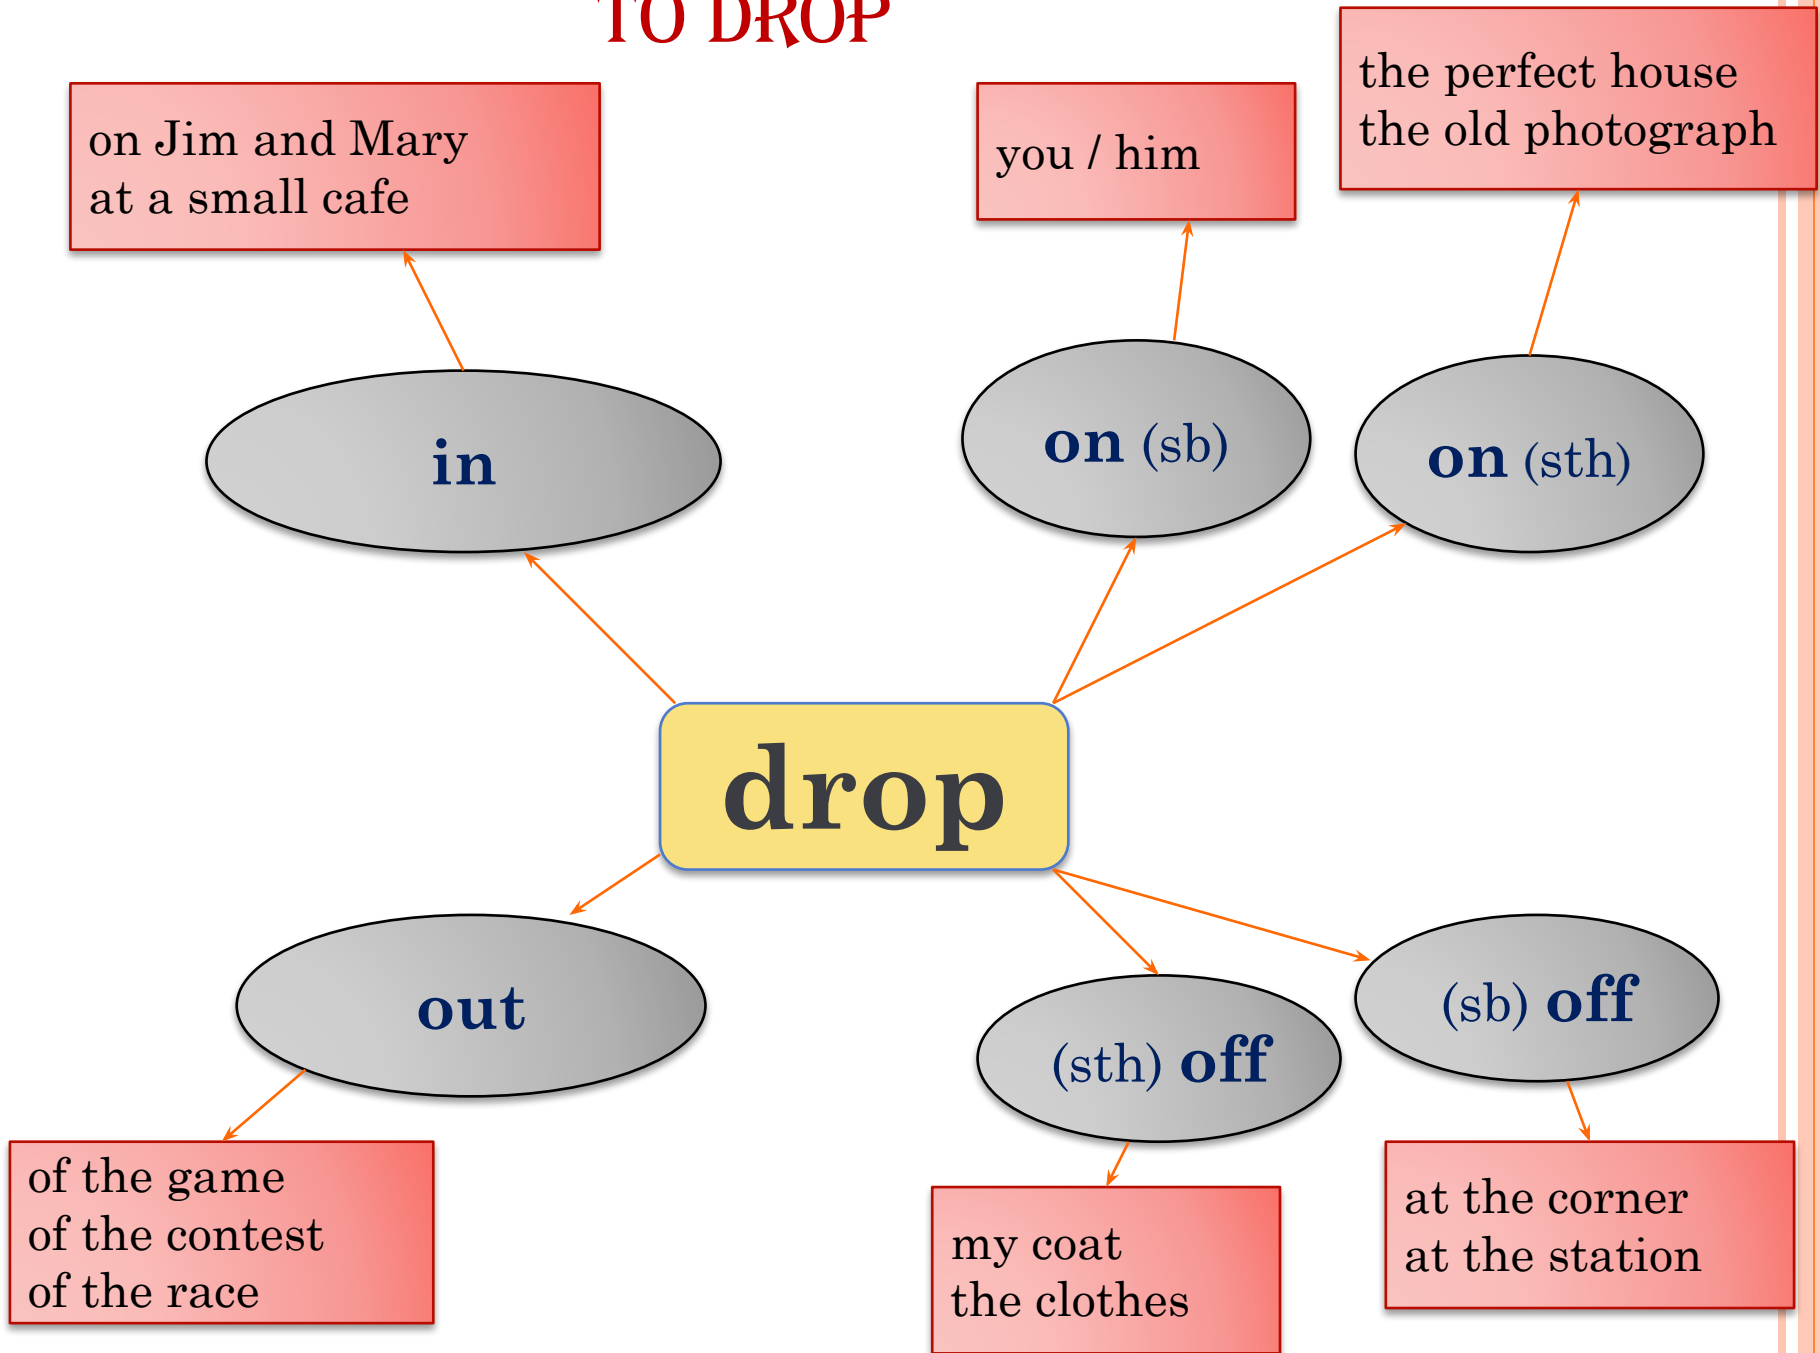 TO DROP
on Jim and Mary
at a small cafe
you / him
the perfect house
the old photograph
in
on (sb)
on (sth)
drop
out
(sth) off
(sb) off
of the game
of the contest
of the race
my coat
the clothes
at the corner
at the station